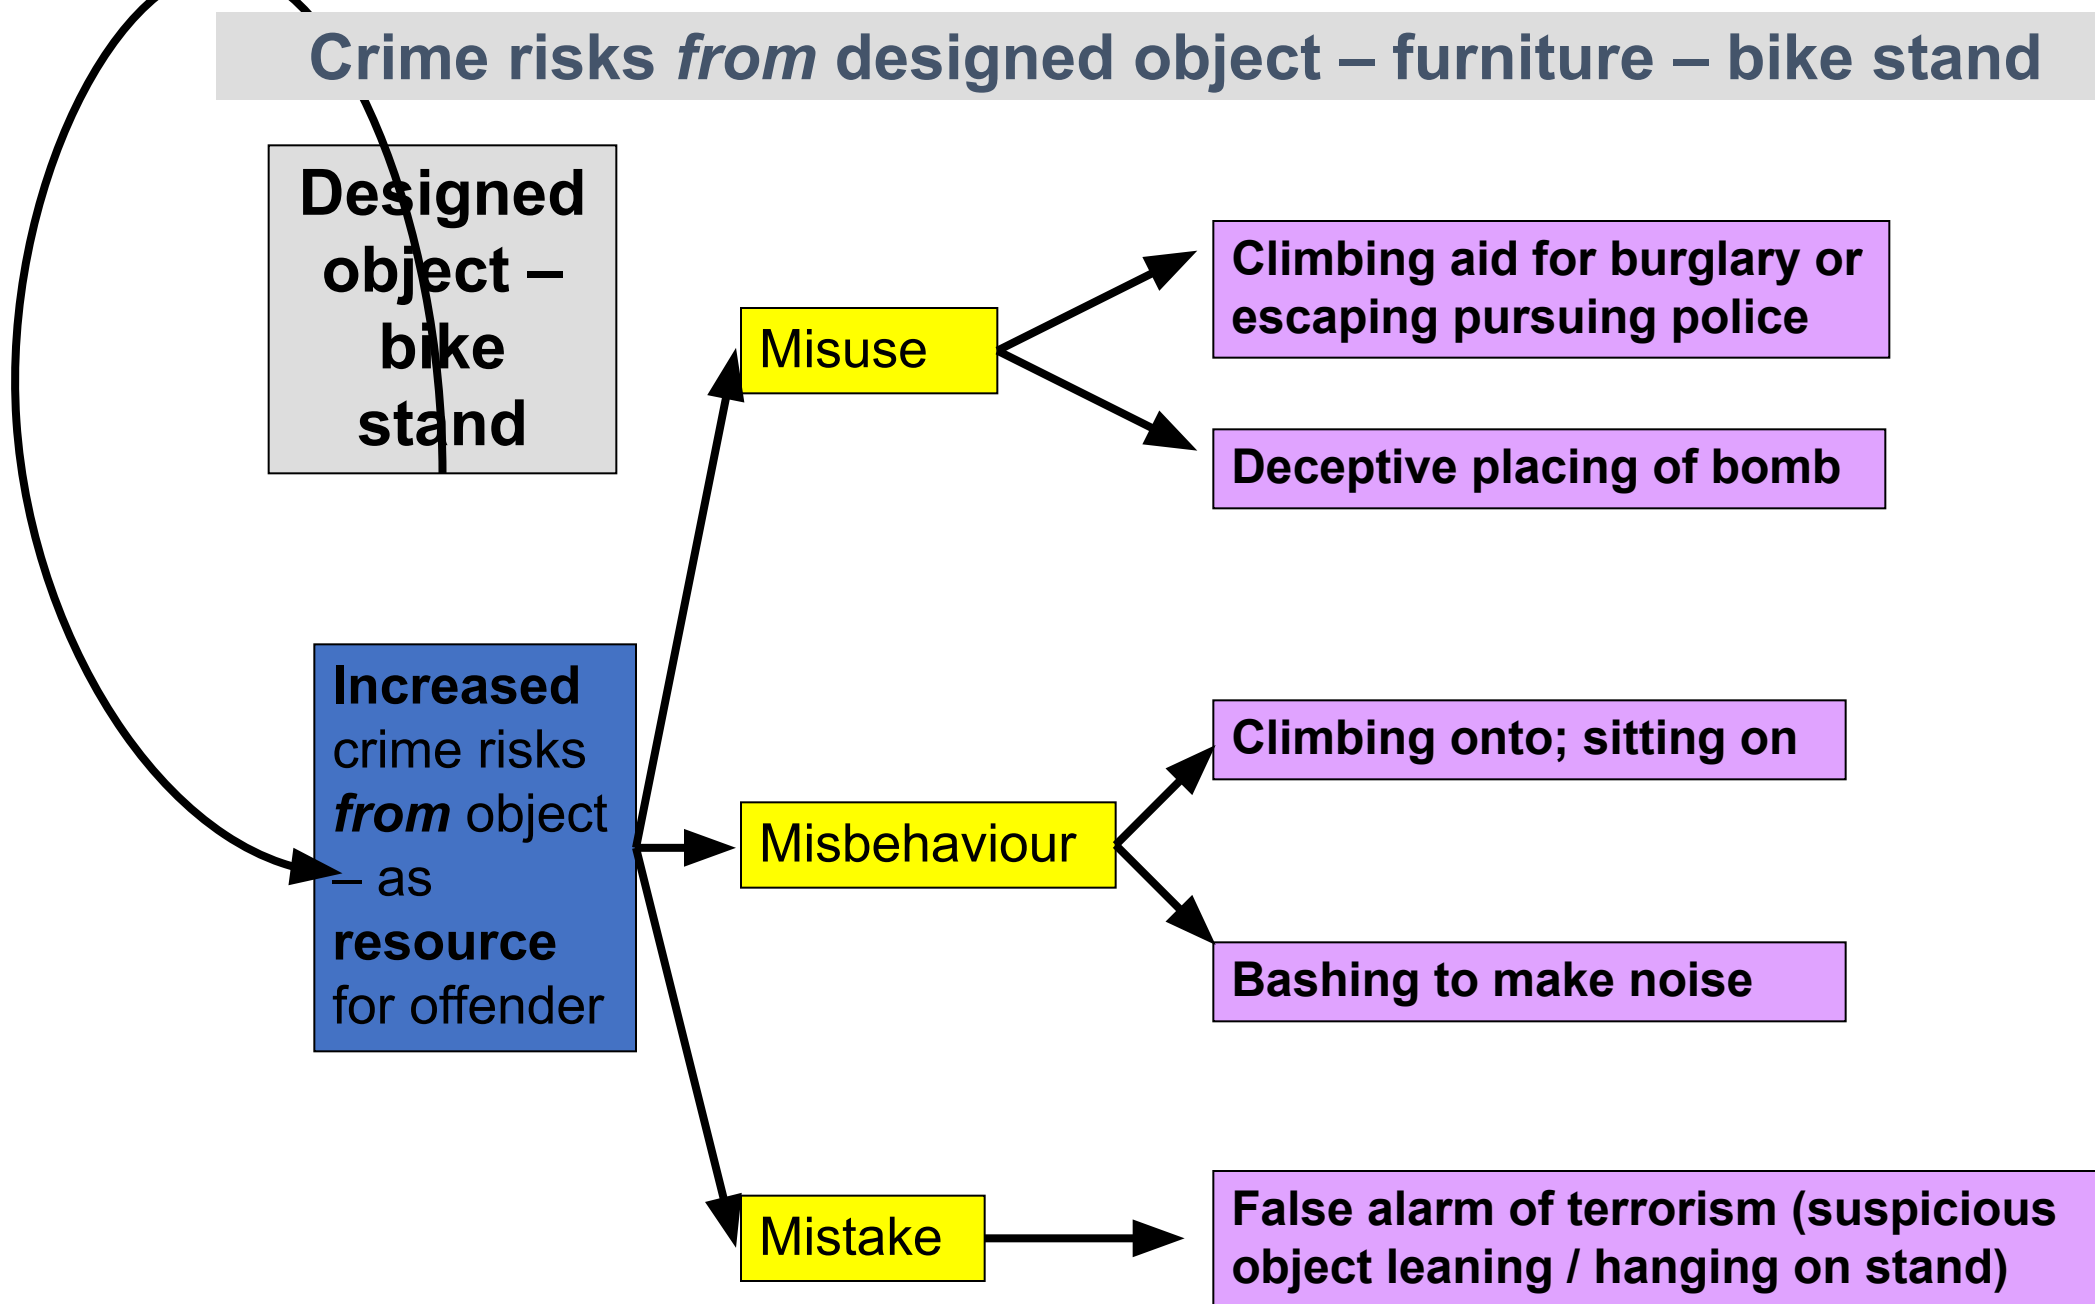 Crime risks from designed object – furniture – bike stand
Designed
object –
bike
stand
Climbing aid for burglary or
escaping pursuing police
Misuse
Deceptive placing of bomb
Increased
crime risks
from object
– as
resource
for offender
Climbing onto; sitting on
Misbehaviour
Bashing to make noise
Mistake
False alarm of terrorism (suspicious
object leaning / hanging on stand)